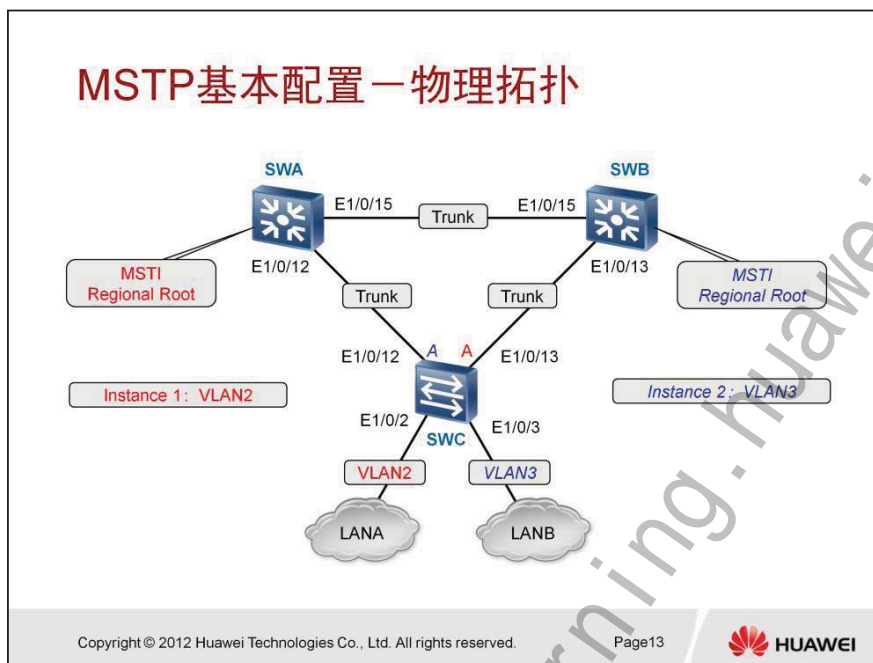 MSTP基本配置－物理拓扑
SWA
SWB
E1/0/15
Trunk
E1/0/15
MSTI
Regional Root
E1/0/12
E1/0/13
MSTI
Regional Root
Trunk
Trunk
E1/0/12
A
A
E1/0/13
Instance 1：VLAN2
Instance 2：VLAN3
E1/0/2
E1/0/3
SWC
VLAN2
VLAN3
LANA
LANB
Copyright © 2012 Huawei Technologies Co., Ltd. All rights reserved.
Page13
HUAWEI
rning.huawei.